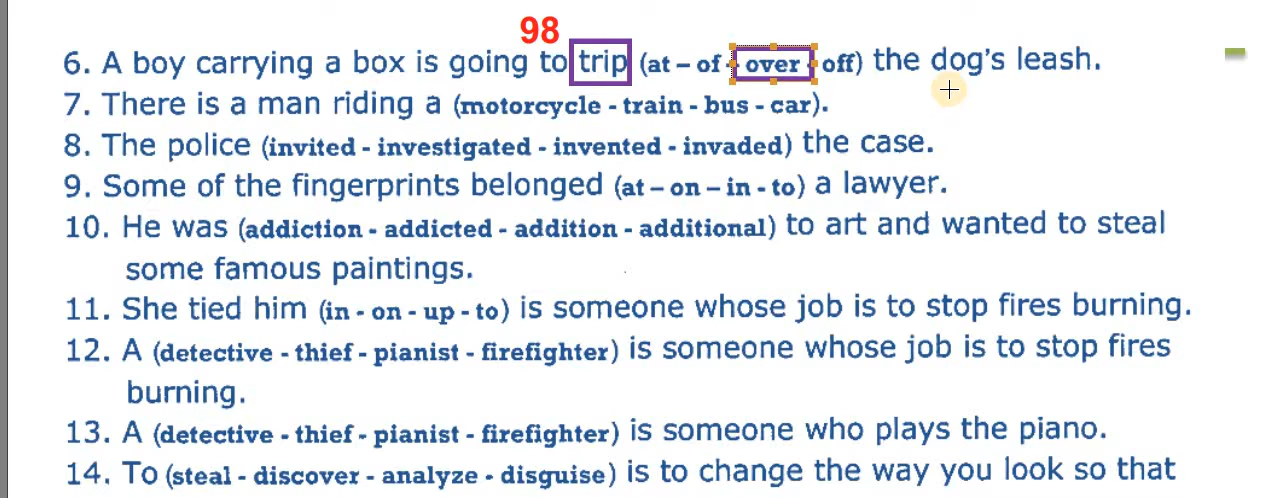 98
6. A boy carrying a box is going to trip (at – of - over - off) the dog's leash.
7. There is a man riding a (motorcycle - train - bus - car).
8. The police (invited - investigated - invented - invaded) the case.
9. Some of the fingerprints belonged (at – on – in - to) a lawyer.
10. He was (addiction - addicted - addition - additional) to art and wanted to steal
some famous paintings.
11. She tied him (in - on - up - to) is someone whose job is to stop fires burning.
12. A (detective - thief - pianist - firefighter) is someone whose job is to stop fires
burning.
13. A (detective - thief - pianist - firefighter) is someone who plays the piano.
14. To (steal - discover - analyze - disguise) is to change the way you look so that